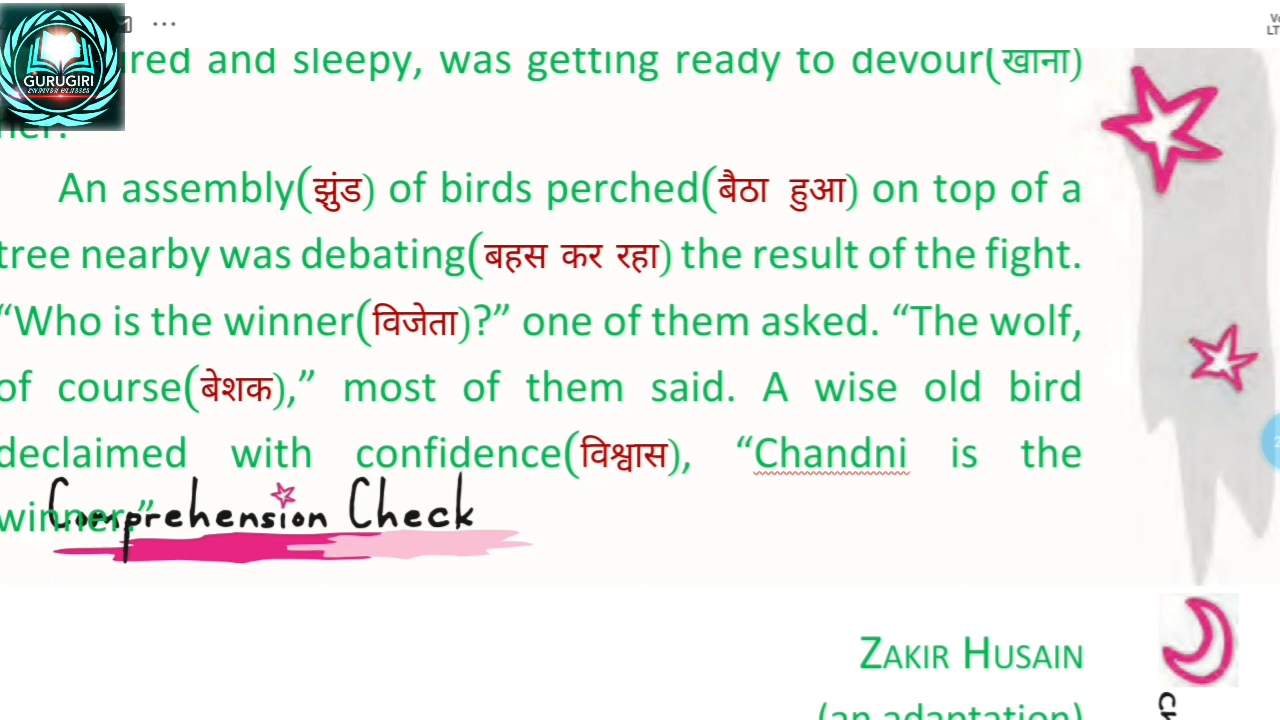 GURUGIRI
red and sleepy, was getting ready to devour(खाना)
her.
An assembly(झुंड) of birds perched(बैठा हुआ) on top of a
tree nearby was debating(बहस कर रहा) the result of the fight.
“Who is the winner(विजेता)?” one of them asked. “The wolf,
of course(बेशक),” most of them said. A wise old bird
declaimed with confidence(विश्वास), “Chandni is the
winner.”
Comprehension Check
ZAKIR HUSAIN
(an adaptation)